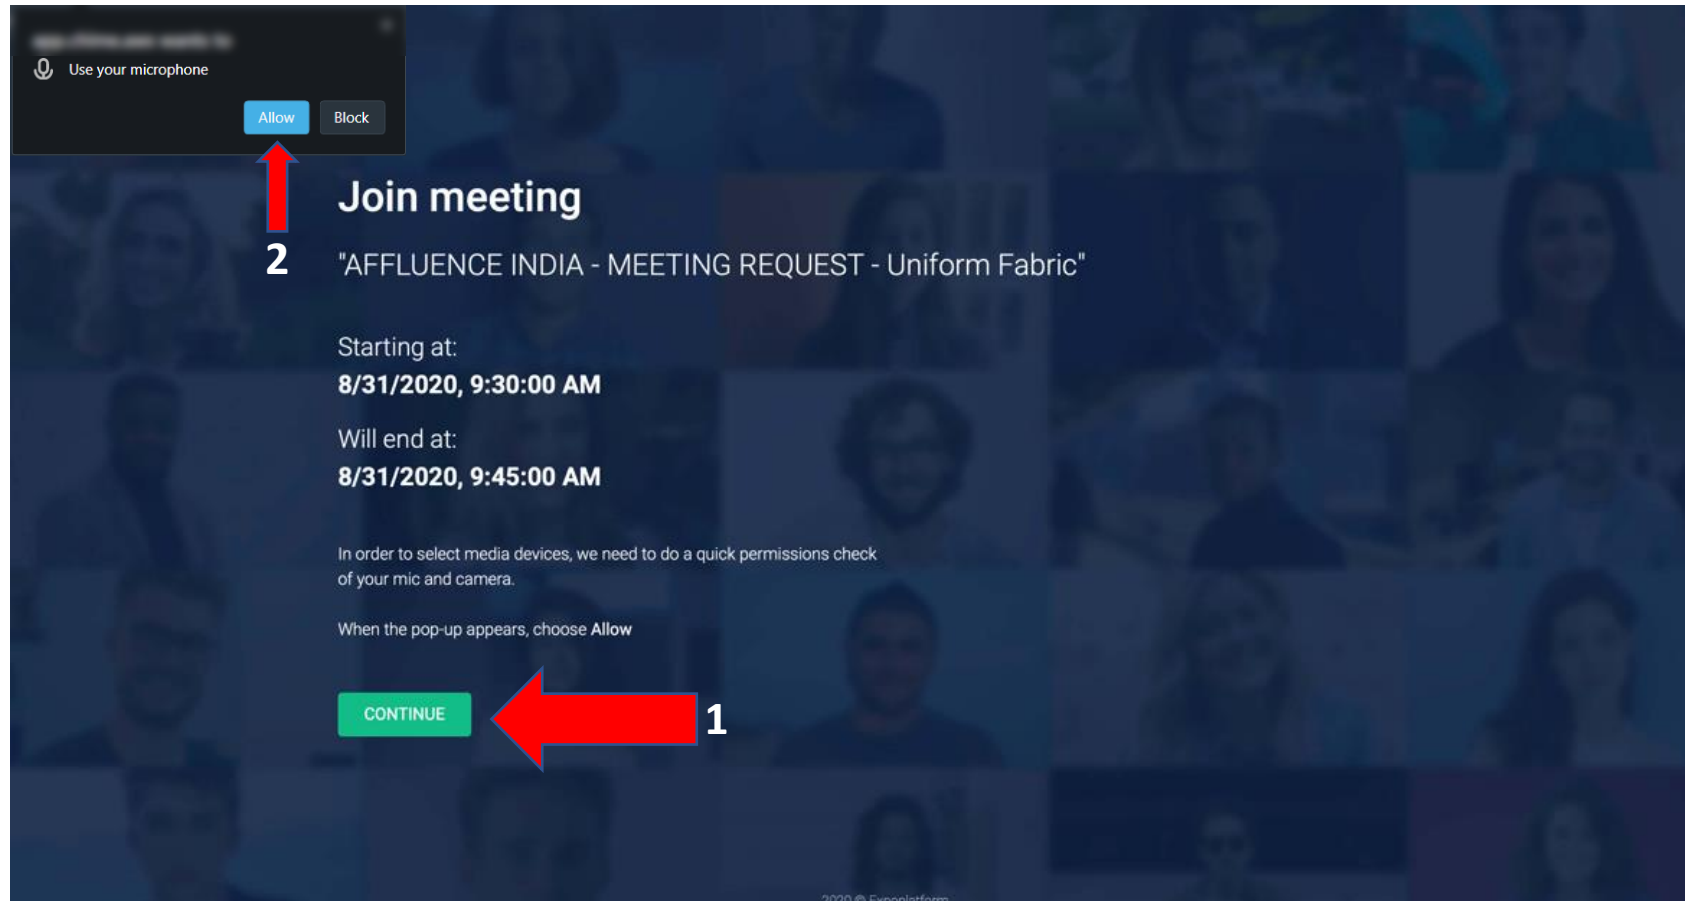 Use your microphone
Allow
Block
2
Join meeting
"AFFLUENCE INDIA - MEETING REQUEST - Uniform Fabric"
Starting at:
8/31/2020, 9:30:00 AM
Will end at:
8/31/2020, 9:45:00 AM
In order to select media devices, we need to do a quick permissions check
of your mic and camera.
When the pop-up appears, choose Allow
CONTINUE
1
2020 © Expoplatform